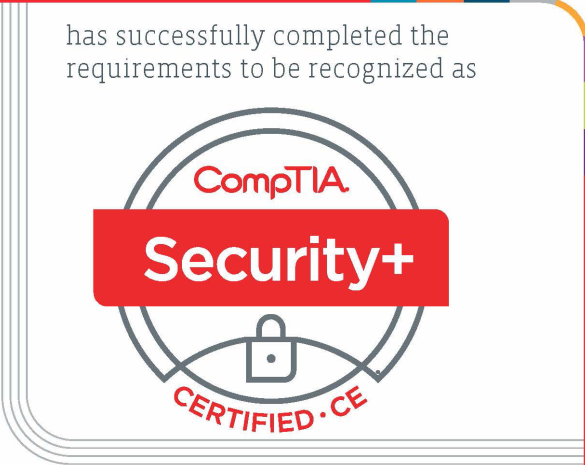 has successfully completed the
requirements to be recognized as
CompTIA.
Security+
CERTIFIED · CE